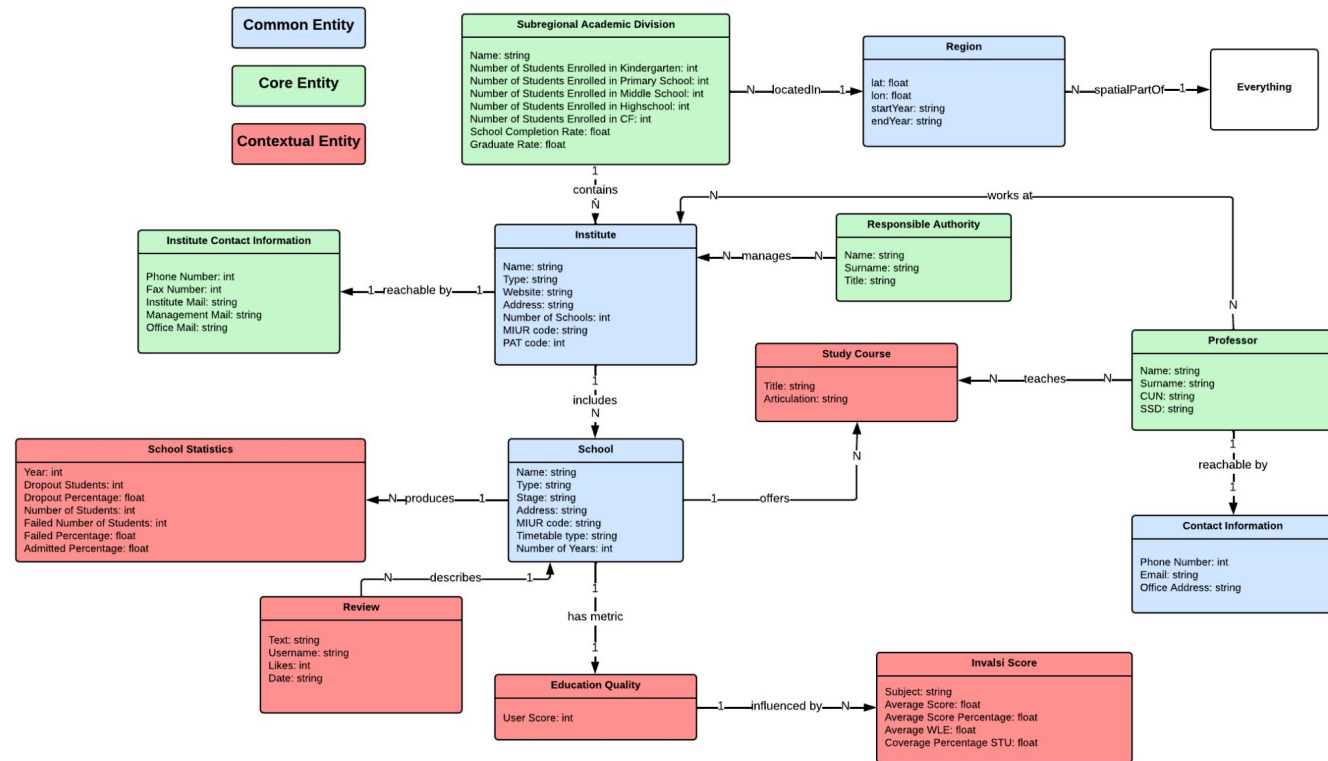 Common Entity
Core Entity
Contextual Entity
Subregional Academic Division
Name: string
Number of Students Enrolled in Kindergarten: int
Number of Students Enrolled in Primary School: int
Number of Students Enrolled in Middle School: int
Number of Students Enrolled in Highschool: int
Number of Students Enrolled in CF: int
School Completion Rate: float
Graduate Rate: float
N locatedIn 1
Region
lat: float
lon: float
startYear: string
endYear: string
N spatialPartOf 1
Everything
1
contains
N
N works at
N
Institute Contact Information
Phone Number: int
Fax Number: int
Institute Mail: string
Management Mail: string
Office Mail: string
1 reachable by 1
Institute
Name: string
Type: string
Website: string
Address: string
Number of Schools: int
MIUR code: string
PAT code: int
N manages N
Responsible Authority
Name: string
Surname: string
Title: string
Professor
Name: string
Surname: string
CUN: string
SSD: string
Study Course
Title: string
Articulation: string
N teaches N
1
includes
N
1
reachable by
1
School Statistics
Year: int
Dropout Students: int
Dropout Percentage: float
Number of Students: int
Failed Number of Students: int
Failed Percentage: float
Admitted Percentage: float
N produces 1
School
Name: string
Type: string
Stage: string
Address: string
MIUR code: string
Timetable type: string
Number of Years: int
1 offers
N
Contact Information
Phone Number: int
Email: string
Office Address: string
N describes 1
Review
Text: string
Username: string
Likes: int
Date: string
1
has metric
1
Education Quality
User Score: int
1 influenced by N
Invalsi Score
Subject: string
Average Score: float
Average Score Percentage: float
Average WLE: float
Coverage Percentage STU: float